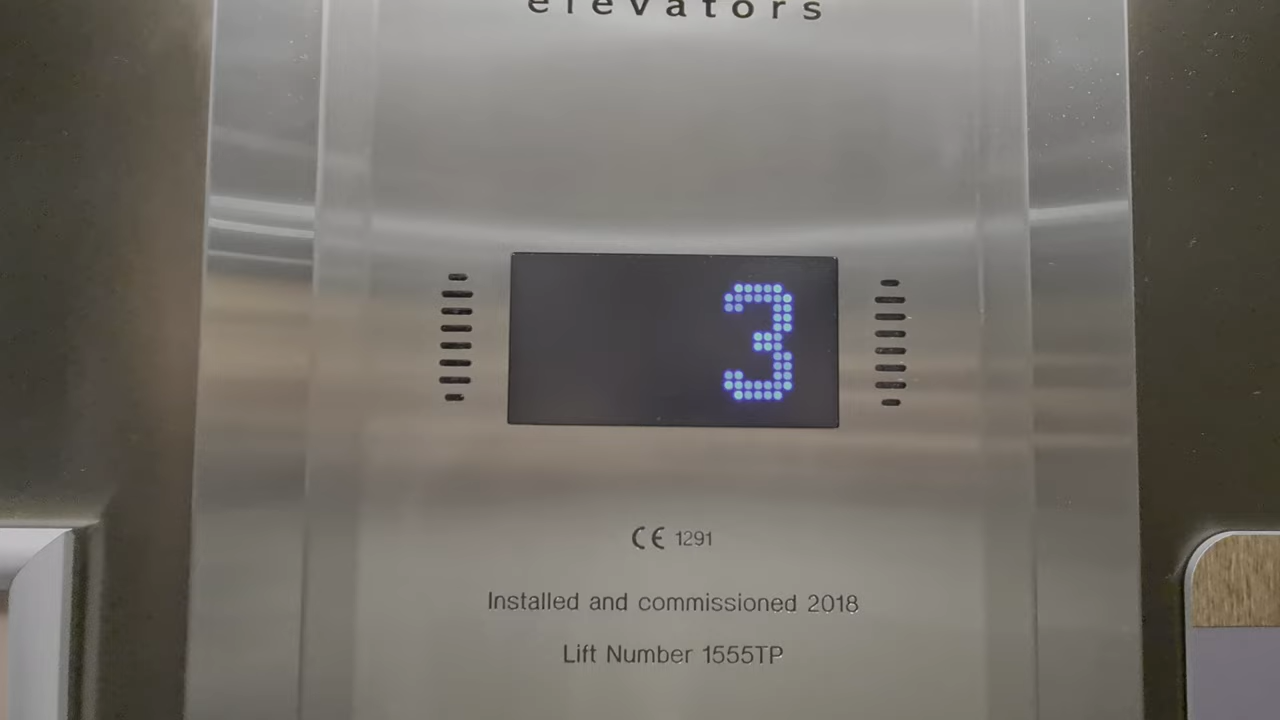 elevators
3
CE 1291
Installed and commissioned 2018
Lift Number 1555TP